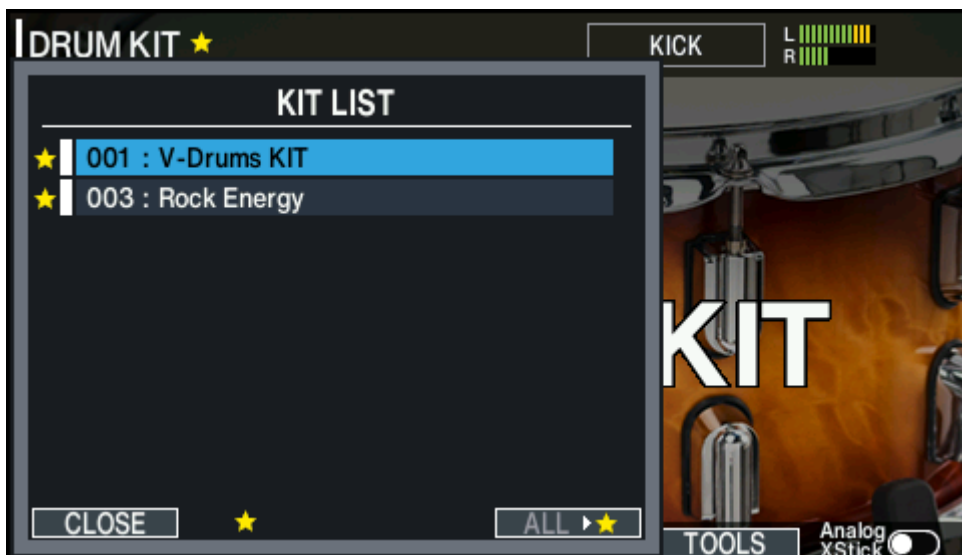 DRUM KIT ★
KICK
L
R
KIT LIST
★ 001 : V-Drums KIT
★ 003 : Rock Energy
KIT
CLOSE
★
ALL ▸★
TOOLS
Analog
XStick